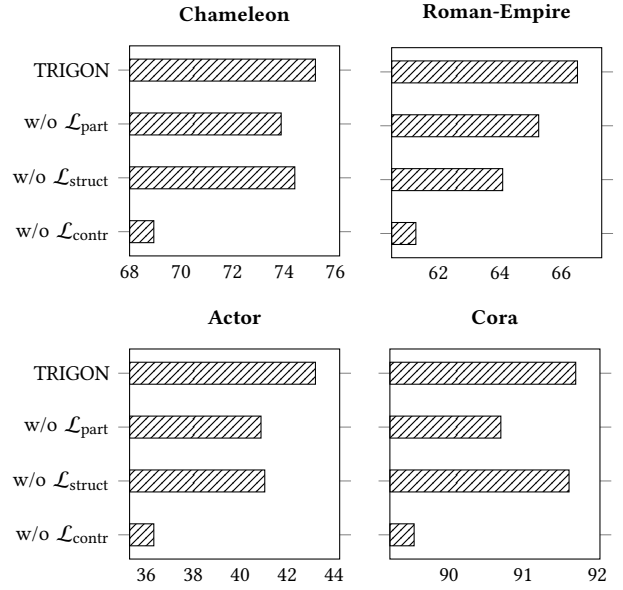 Chameleon
Roman-Empire
TRIGON
w/o ℒpart
w/o ℒstruct
w/o ℒcontr
68 70 72 74 76
62 64 66
Actor
Cora
TRIGON
w/o ℒpart
w/o ℒstruct
w/o ℒcontr
36 38 40 42 44
90 91 92